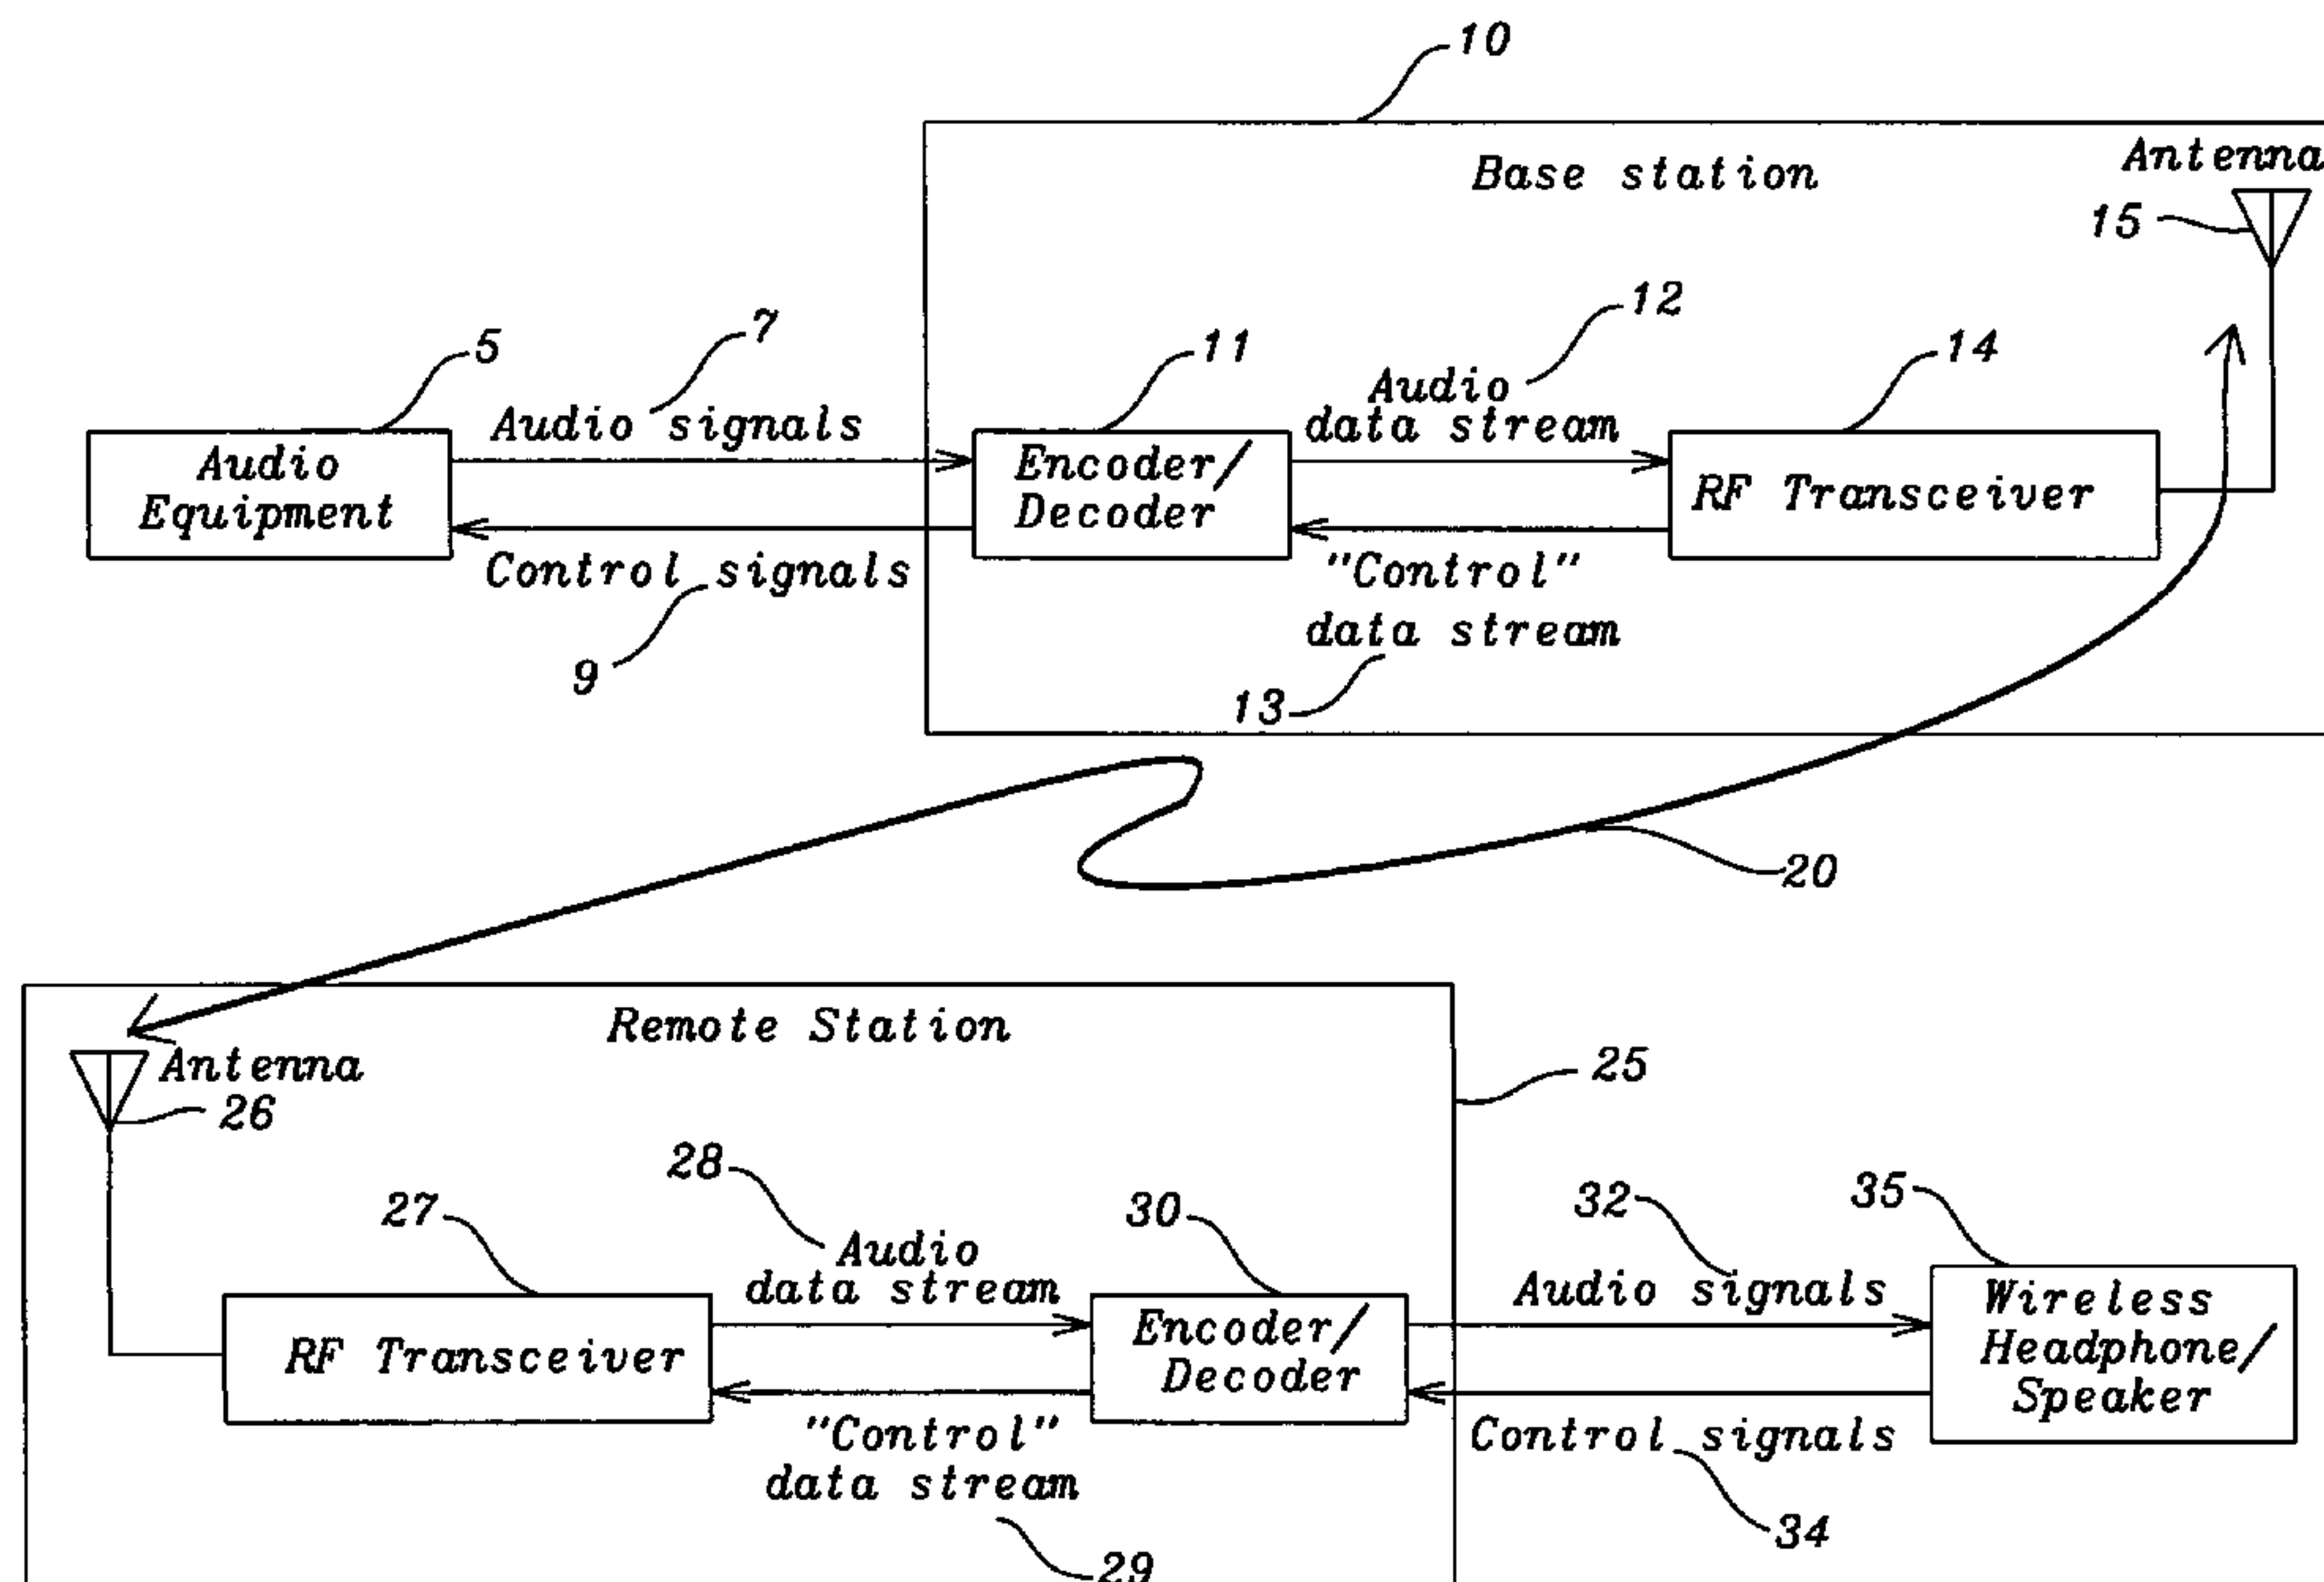 10
Base station
Antenna
15
12
7
5
11
14
Audio
Audio signals
data stream
Audio
Equipment
Encoder/
Decoder
RF Transceiver
Control signals
"Control"
data stream
9
13
20
Remote Station
Antenna
26
25
28
27
30
32
35
Audio
data stream
Audio signals
Wireless
Headphone/
Speaker
RF Transceiver
Encoder/
Decoder
"Control"
data stream
Control signals
34
29